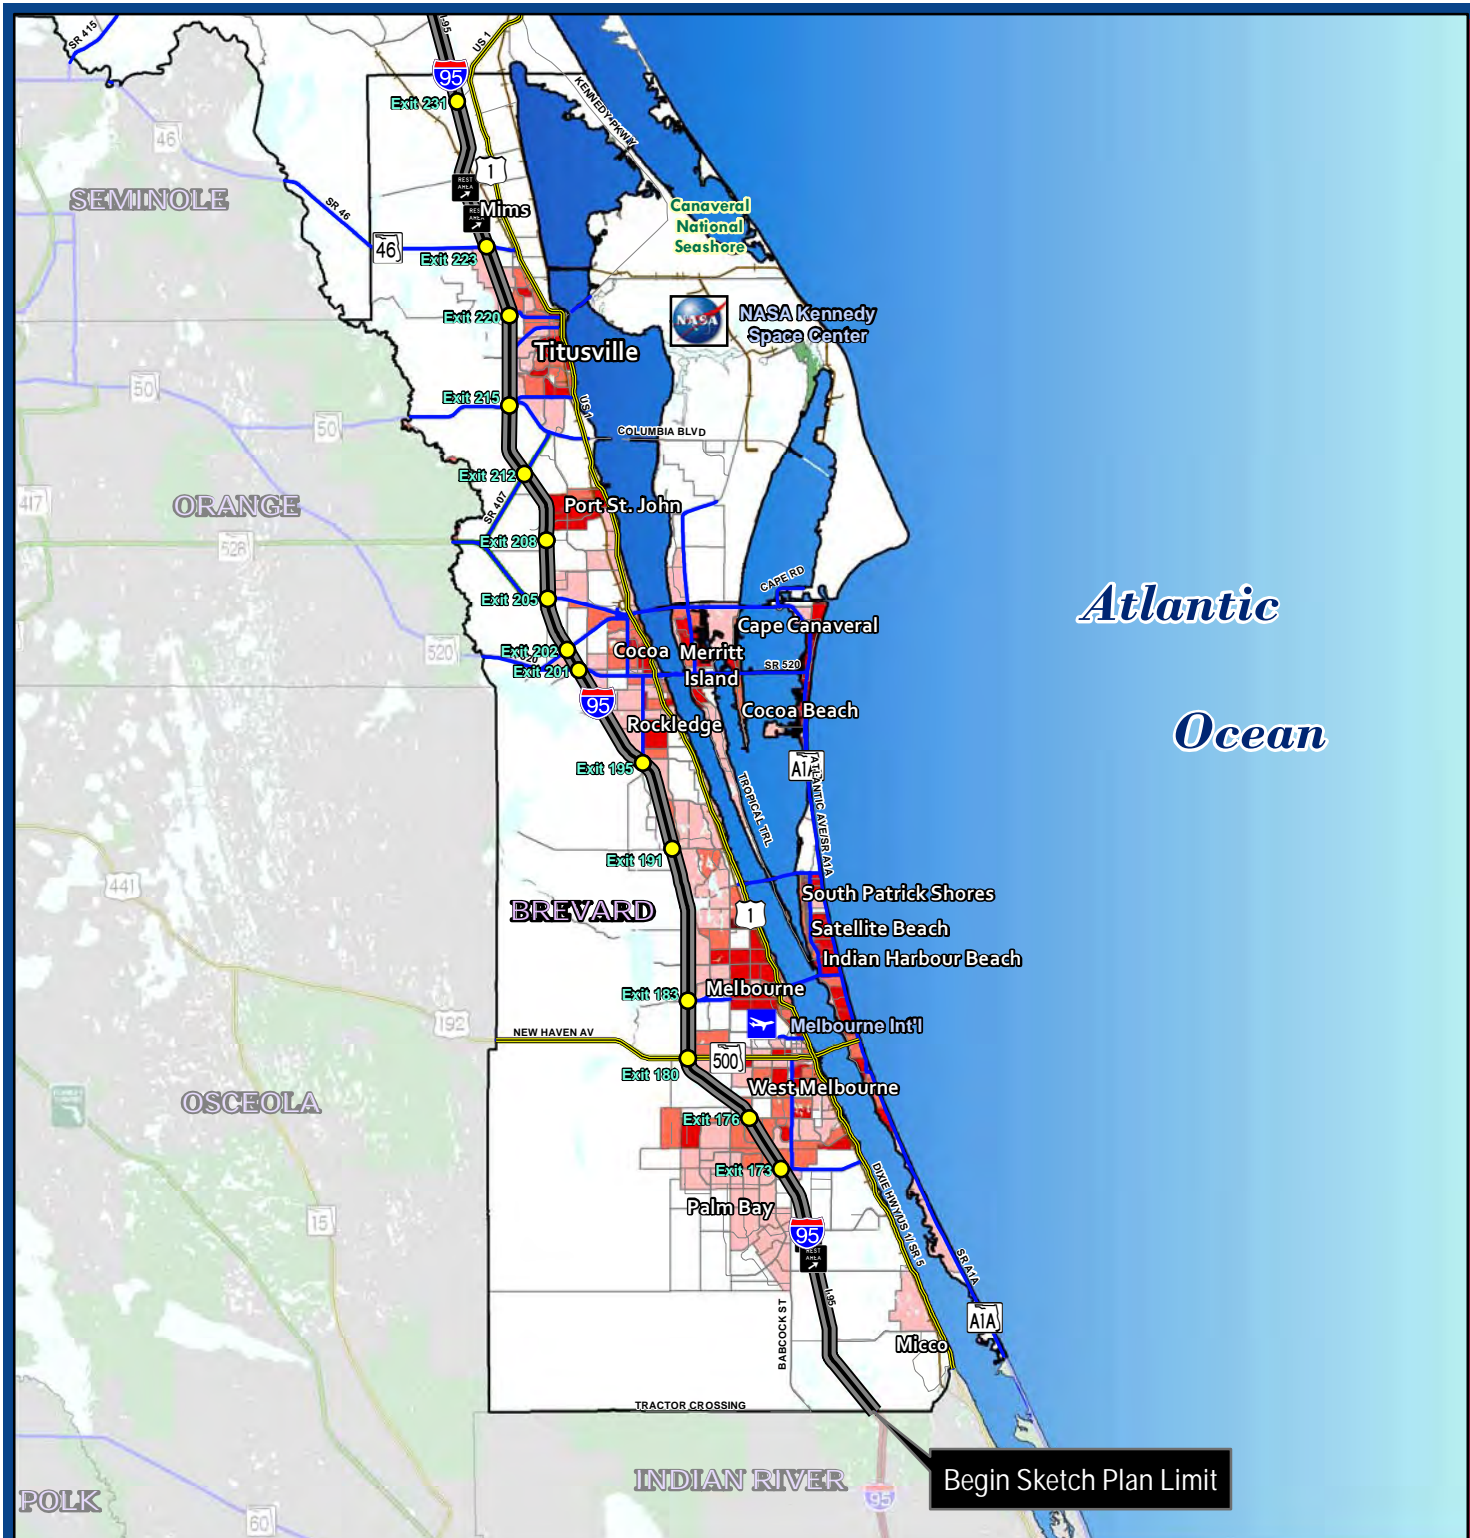 SR 415
I-95
US 1
95
Exit 231
KENNEDY PKWY
46
1
REST
AREA
SEMINOLE
SR 46
REST
AREA
Mims
Canaveral
National
Seashore
46
Exit 223
NASA
NASA Kennedy
Space Center
Exit 220
Titusville
50
Exit 215
US 1
50
COLUMBIA BLVD
Exit 212
417
ORANGE
SR 407
Port St. John
528
Exit 208
CAPE RD
Atlantic
Exit 205
Cape Canaveral
520
Exit 202
Cocoa
Merritt
Island
SR 520
Exit 201
95
Cocoa Beach
Rockledge
Ocean
Exit 195
A1A
TROPICAL TRL
ATLANTIC AVE/SR A1A
Exit 191
441
South Patrick Shores
BREVARD
1
Satellite Beach
Indian Harbour Beach
Melbourne
Exit 183
192
NEW HAVEN AV
Melbourne Int'l
500
Exit 180
West Melbourne
OSCEOLA
Exit 176
Exit 173
DIXIE HWY/US 1/ SR 5
Palm Bay
15
95
REST
AREA
SR A1A
I-95
A1A
BABCOCK ST
Micco
TRACTOR CROSSING
Begin Sketch Plan Limit
INDIAN RIVER
95
POLK
60